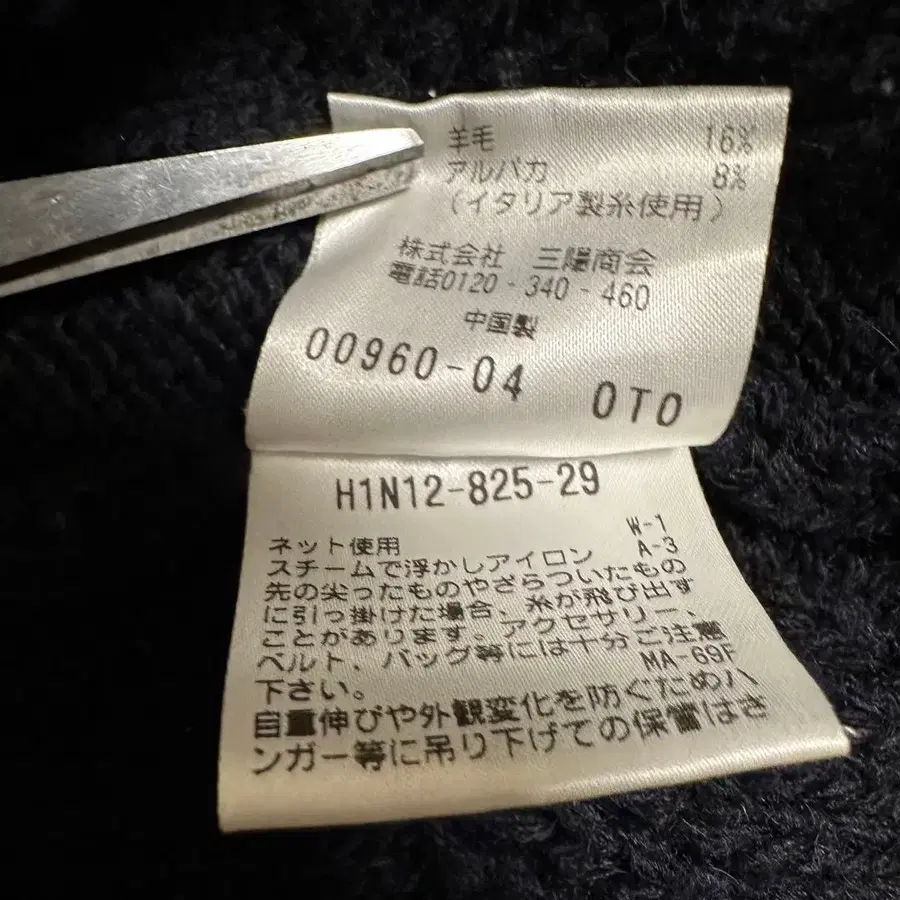 羊毛 16%
アルパカ 8%
(イタリア製糸使用)
株式会社 三陽商会
電話0120-340-460
中国製
00960-04 OTO
H1N12-825-29
W-1
ネット使用 A-3
スチームで浮かしアイロン
先の尖ったものやざらついたもの
に引っ掛けた場合、糸が飛び出す
ことがあります。アクセサリー、
ベルト、バッグ等には十分ご注意
下さい。 MA-69F
自重伸びや外観変化を防ぐためハ
ンガー等に吊り下げての保管はさ